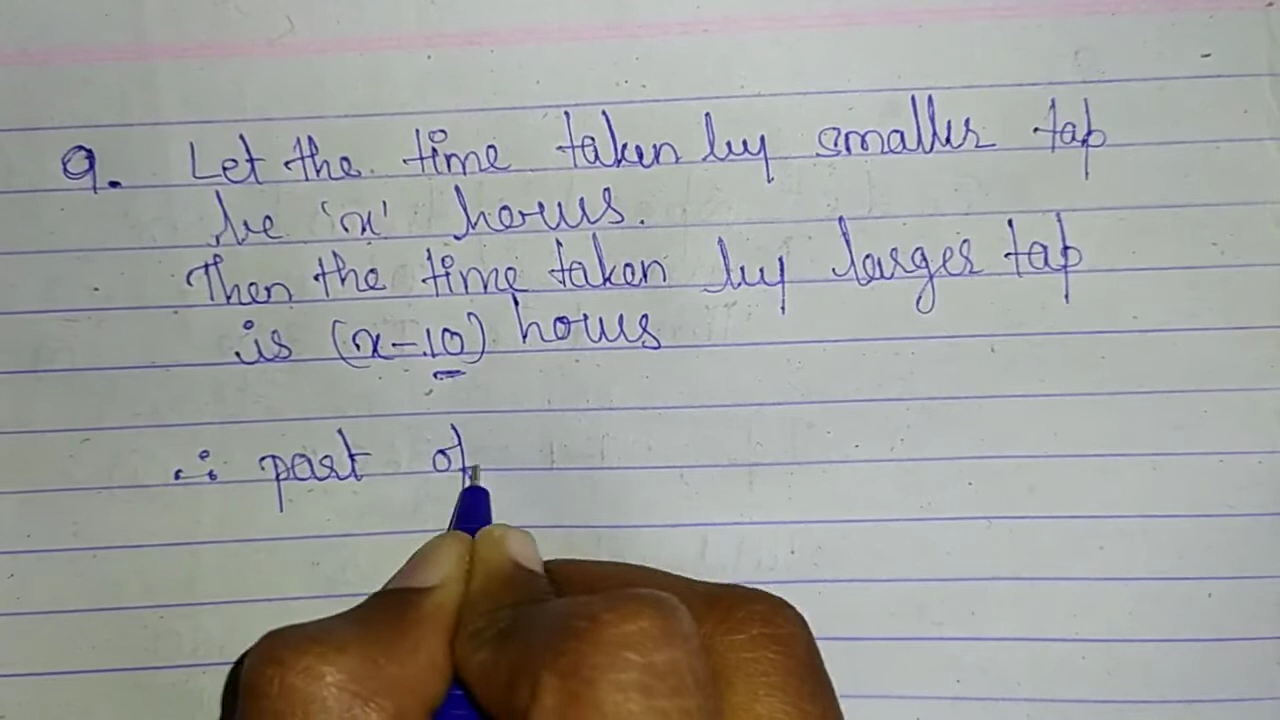 9. Let the time taken by smaller tap
be 'x' hours.
Then the time taken by larger tap
is (x-10) hours
∴ part of